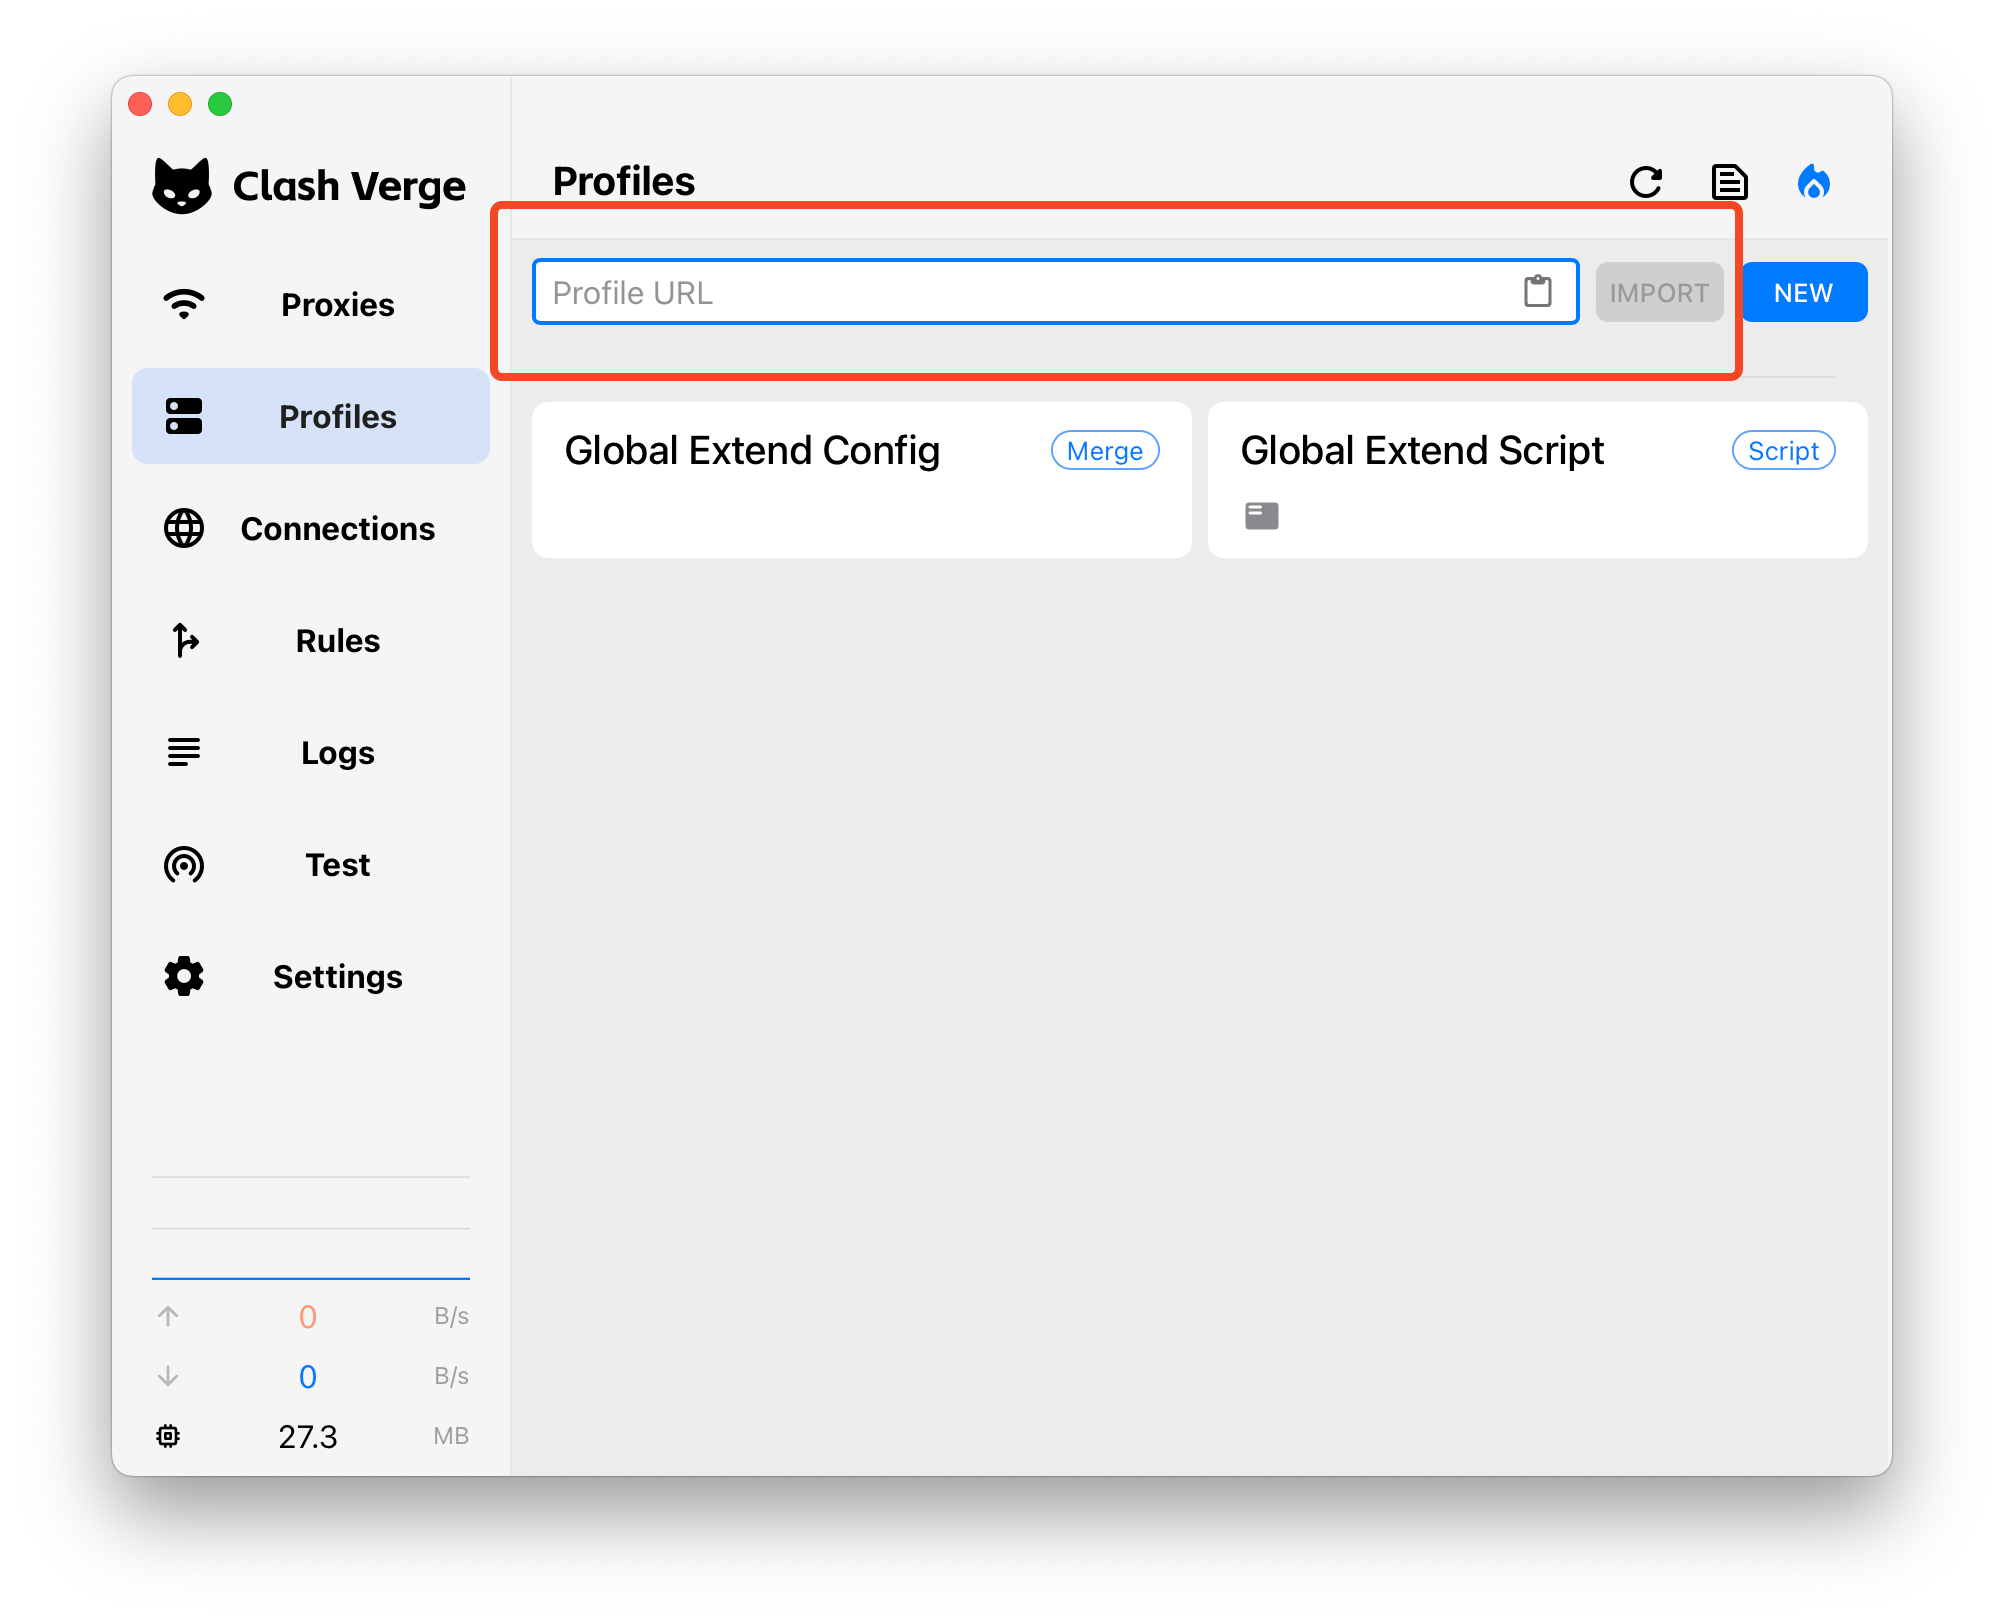 Clash Verge
Proxies
Profiles
Connections
Rules
Logs
Test
Settings
0 B/s
0 B/s
27.3 MB
Profiles
Profile URL
IMPORT
NEW
Global Extend Config
Merge
Global Extend Script
Script